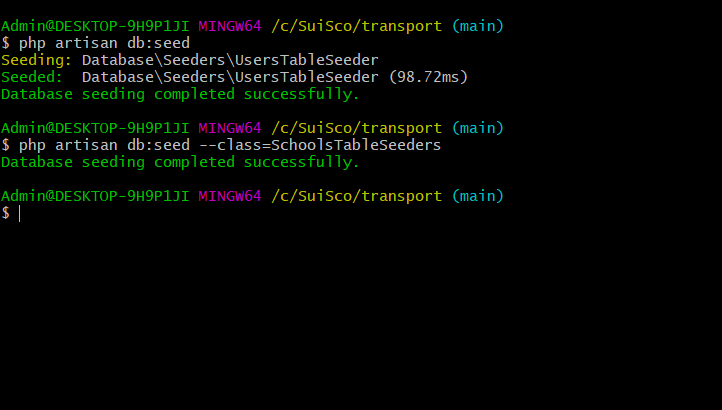 Admin@DESKTOP-9H9P1JI MINGW64 /c/SuiSco/transport (main)
$ php artisan db:seed
Seeding: Database\Seeders\UsersTableSeeder
Seeded:  Database\Seeders\UsersTableSeeder (98.72ms)
Database seeding completed successfully.
Admin@DESKTOP-9H9P1JI MINGW64 /c/SuiSco/transport (main)
$ php artisan db:seed --class=SchoolsTableSeeders
Database seeding completed successfully.
Admin@DESKTOP-9H9P1JI MINGW64 /c/SuiSco/transport (main)
$